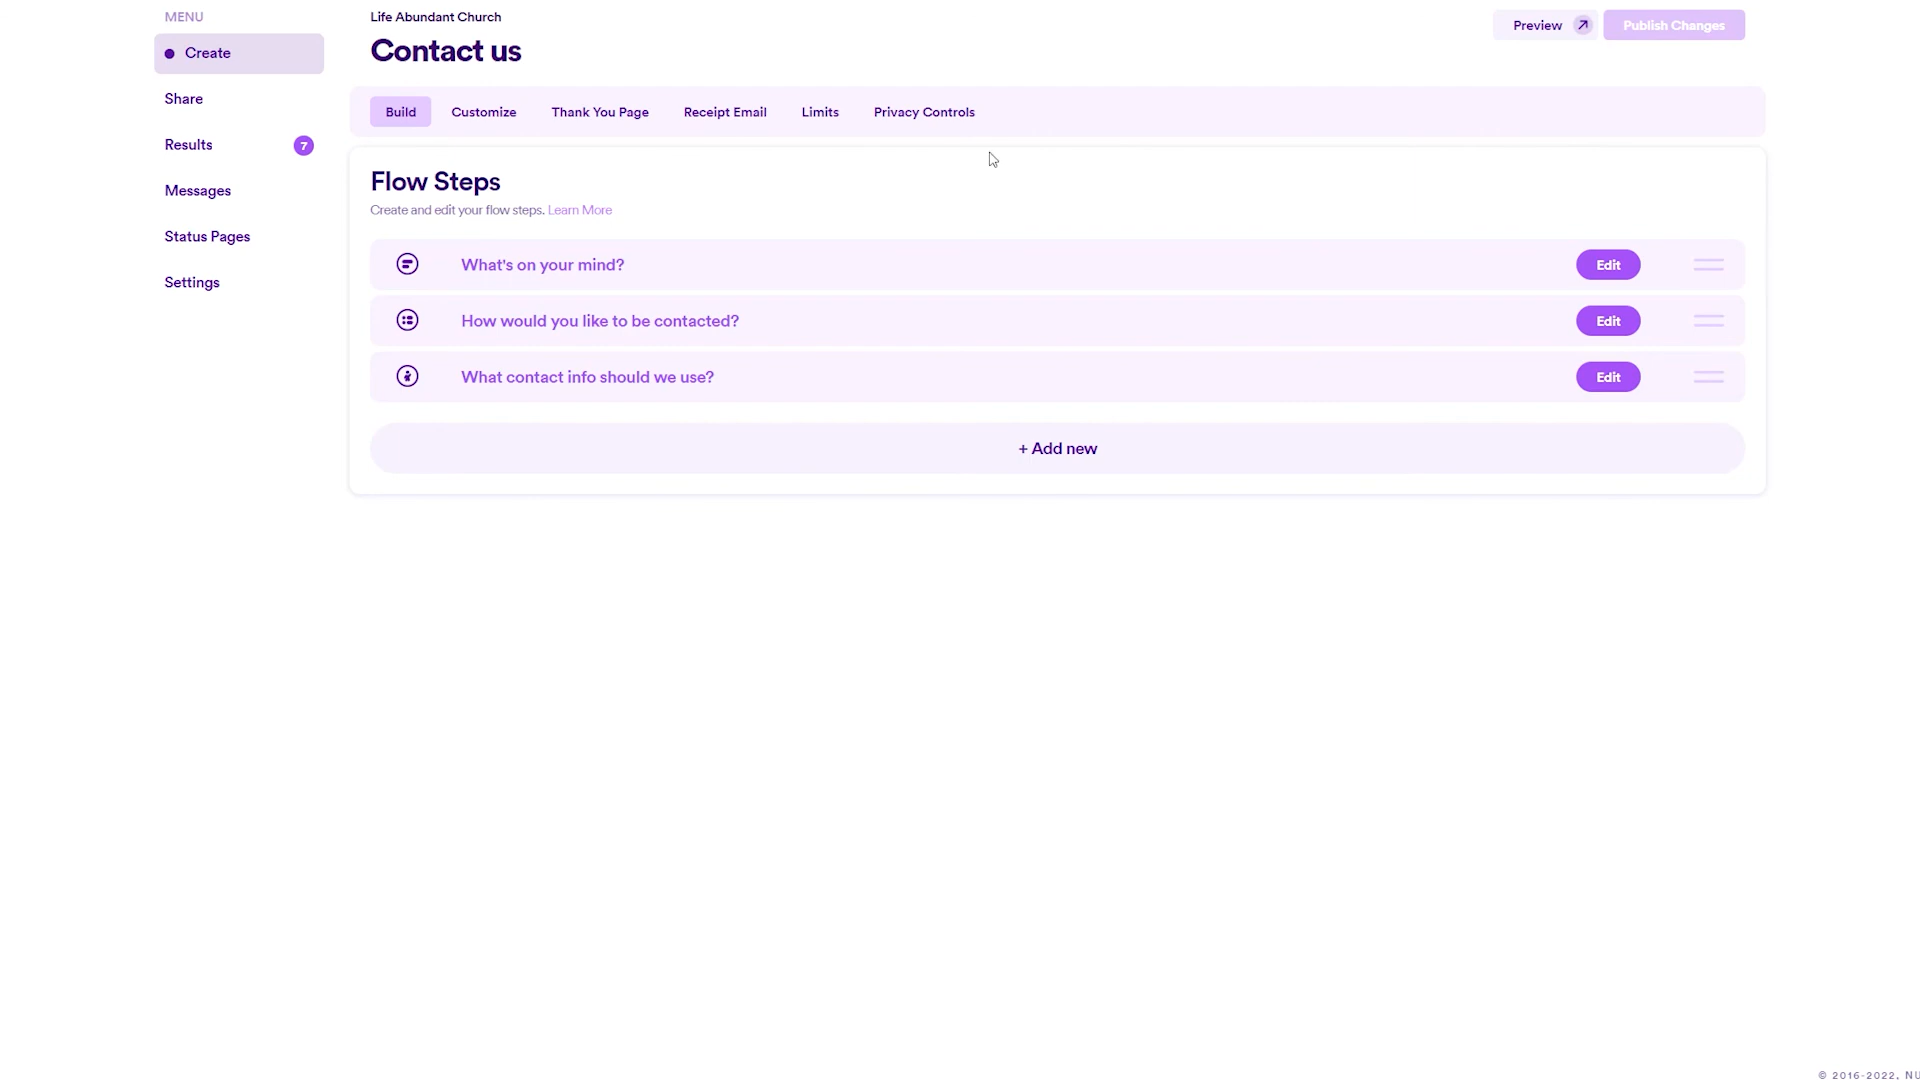 MENU
Create
Share
Results 7
Messages
Status Pages
Settings
Life Abundant Church
Contact us
Preview
Publish Changes
Build Customize Thank You Page Receipt Email Limits Privacy Controls
Flow Steps
Create and edit your flow steps. Learn More
What's on your mind? Edit
How would you like to be contacted? Edit
What contact info should we use? Edit
+ Add new
© 2016-2022, NU